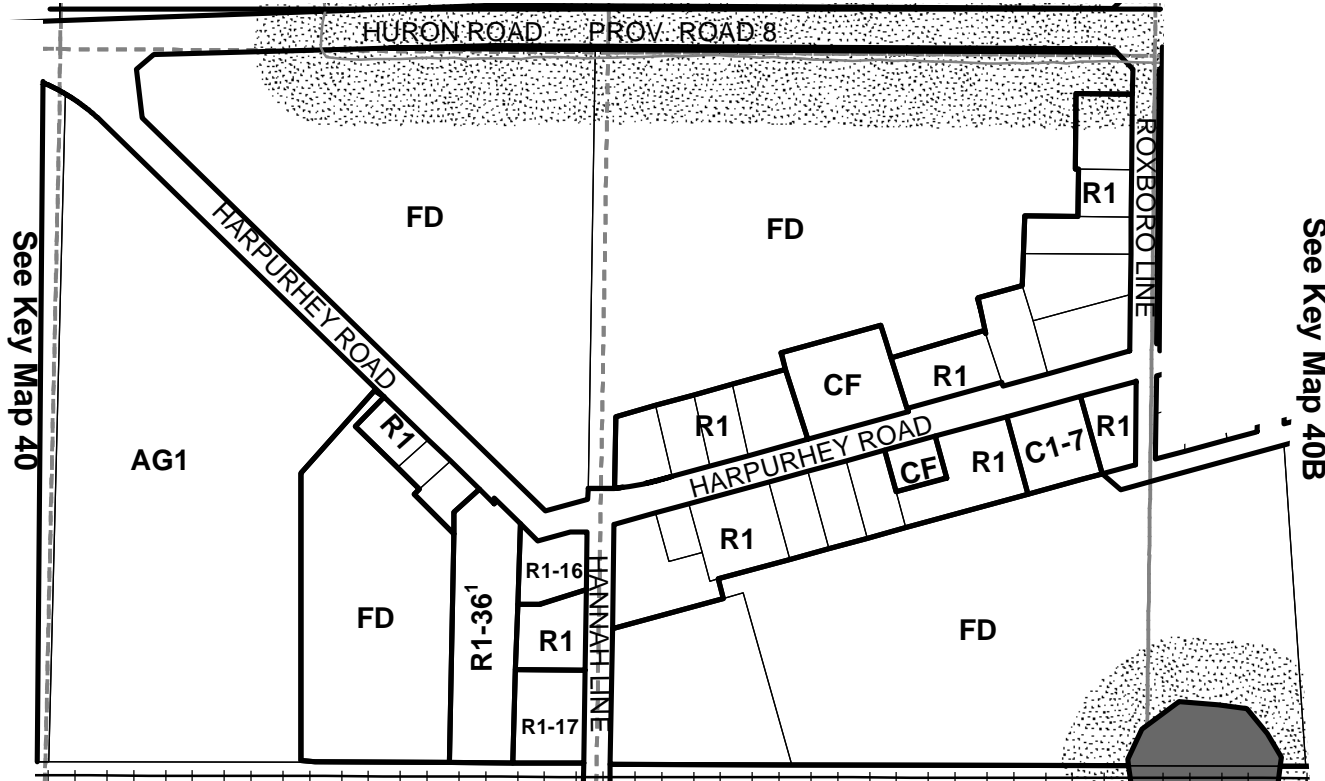 HURON ROAD PROV. ROAD 8
ROXBORO LINE
R1
FD
FD
HARPURHEY ROAD
See Key Map 40
See Key Map 40B
CF
R1
R1
HARPURHEY ROAD
R1
C1-7
R1
CF
R1
AG1
R1
R1
R1-16
HANNAH LINE
R1-36¹
FD
R1
FD
R1-17